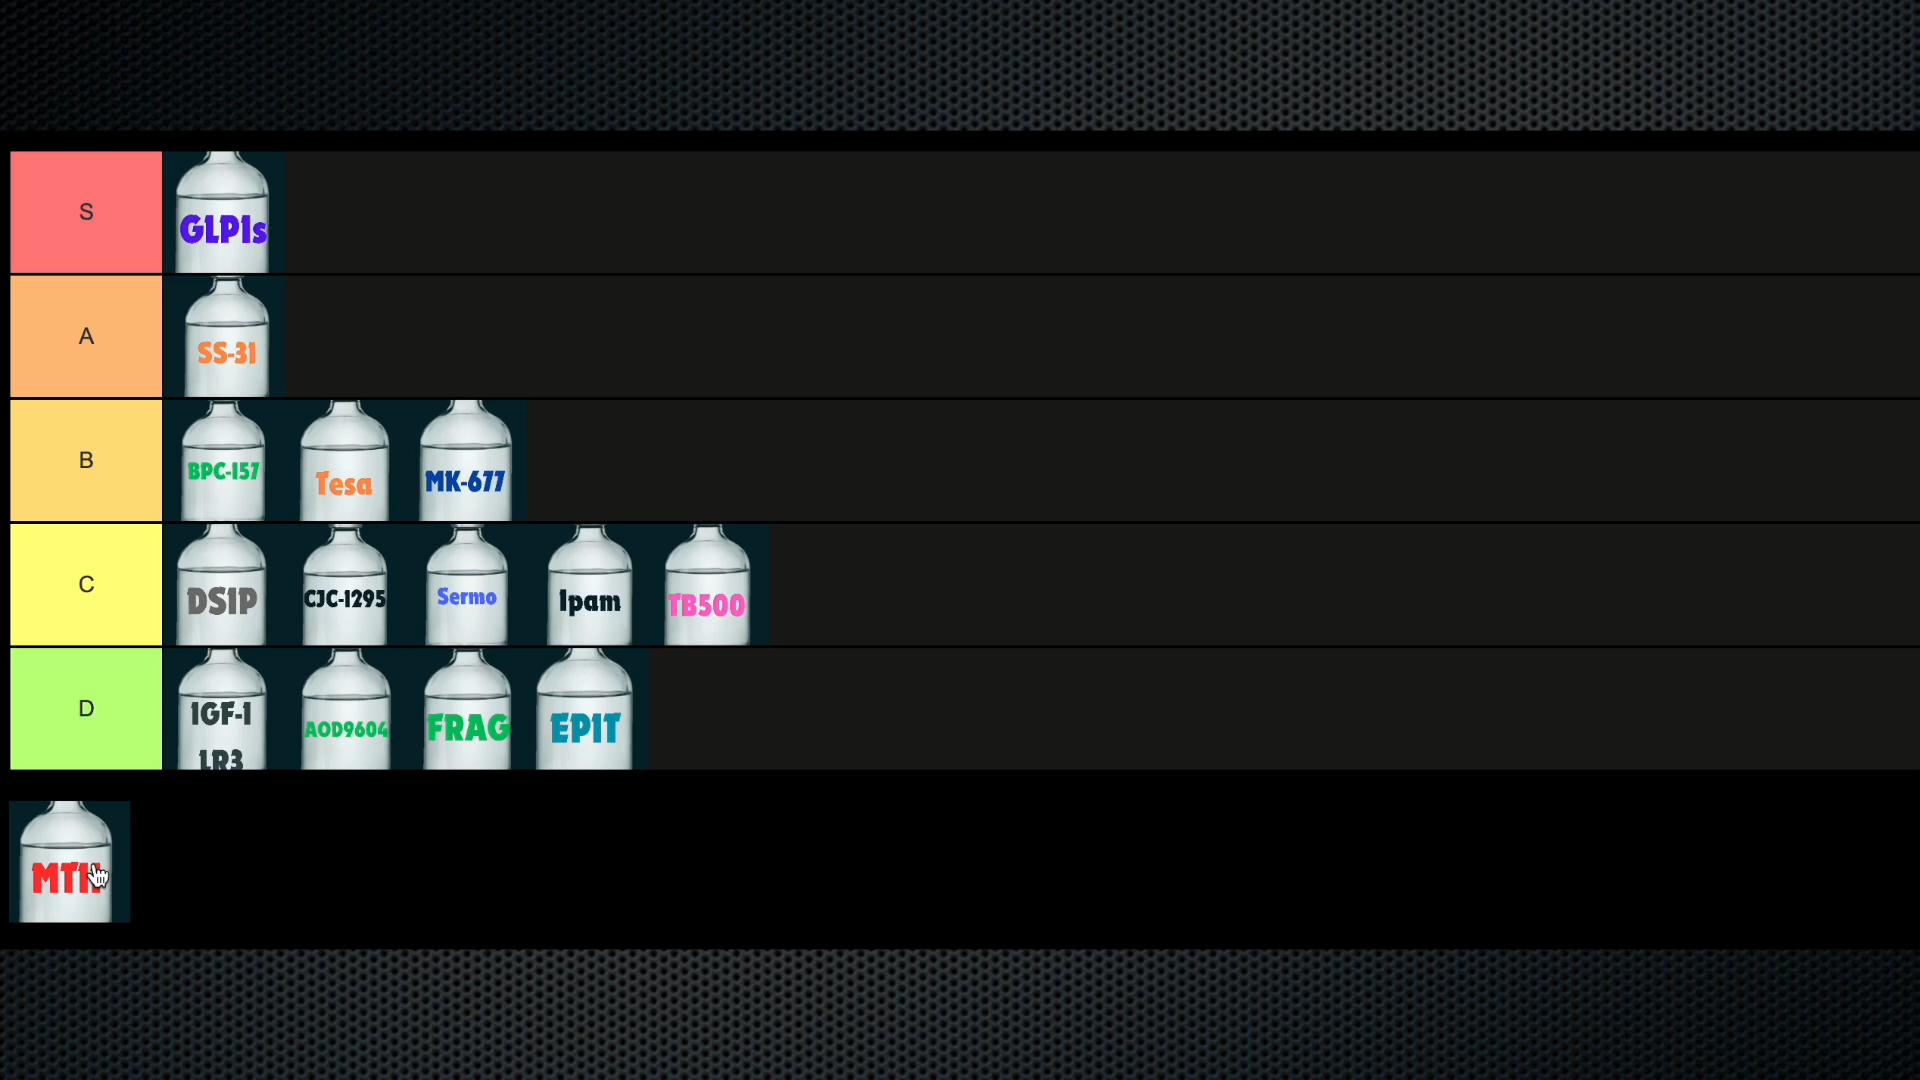 S
GLP1s
A
SS-31
B
BPC-157
Tesa
MK-677
C
DSIP
CJC-1295
Sermo
Ipam
TB500
D
IGF-1
LR3
AOD9604
FRAG
EPIT